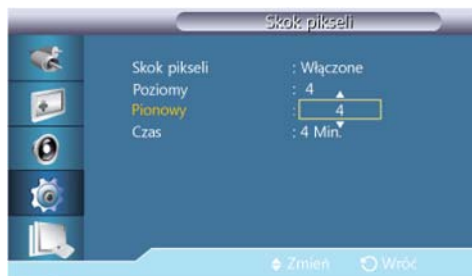 Skok pikseli
Skok pikseli : Włączone
Poziomy : 4
Pionowy : 4
Czas : 4 Min.
Zmień Wróć